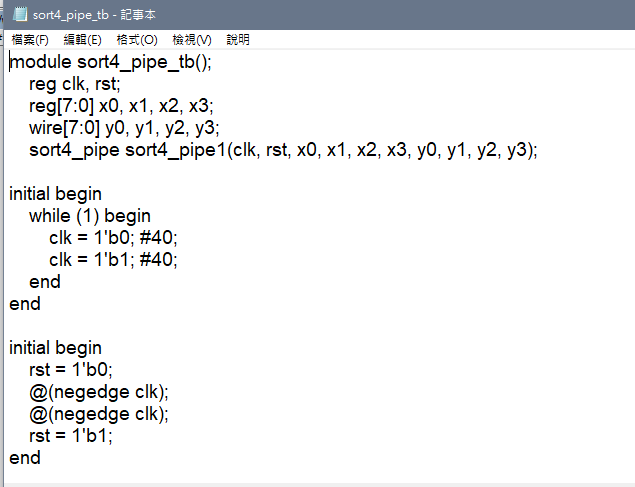 sort4_pipe_tb - 記事本
檔案(F) 編輯(E) 格式(O) 檢視(V) 說明
module sort4_pipe_tb();
reg clk, rst;
reg[7:0] x0, x1, x2, x3;
wire[7:0] y0, y1, y2, y3;
sort4_pipe sort4_pipe1(clk, rst, x0, x1, x2, x3, y0, y1, y2, y3);
initial begin
while (1) begin
clk = 1'b0; #40;
clk = 1'b1; #40;
end
end
initial begin
rst = 1'b0;
@(negedge clk);
@(negedge clk);
rst = 1'b1;
end